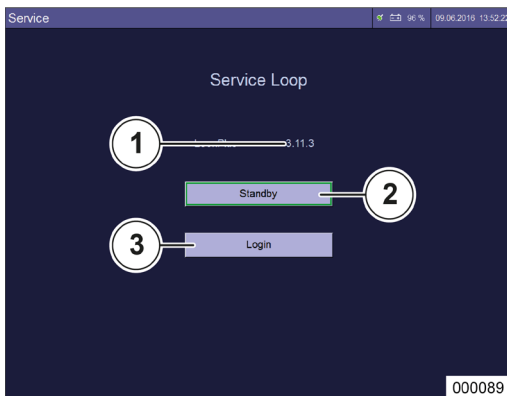 Service 96 % 09.06.2016 13:52:22
Service Loop
1 3.11.3
Standby 2
3 Login
000089